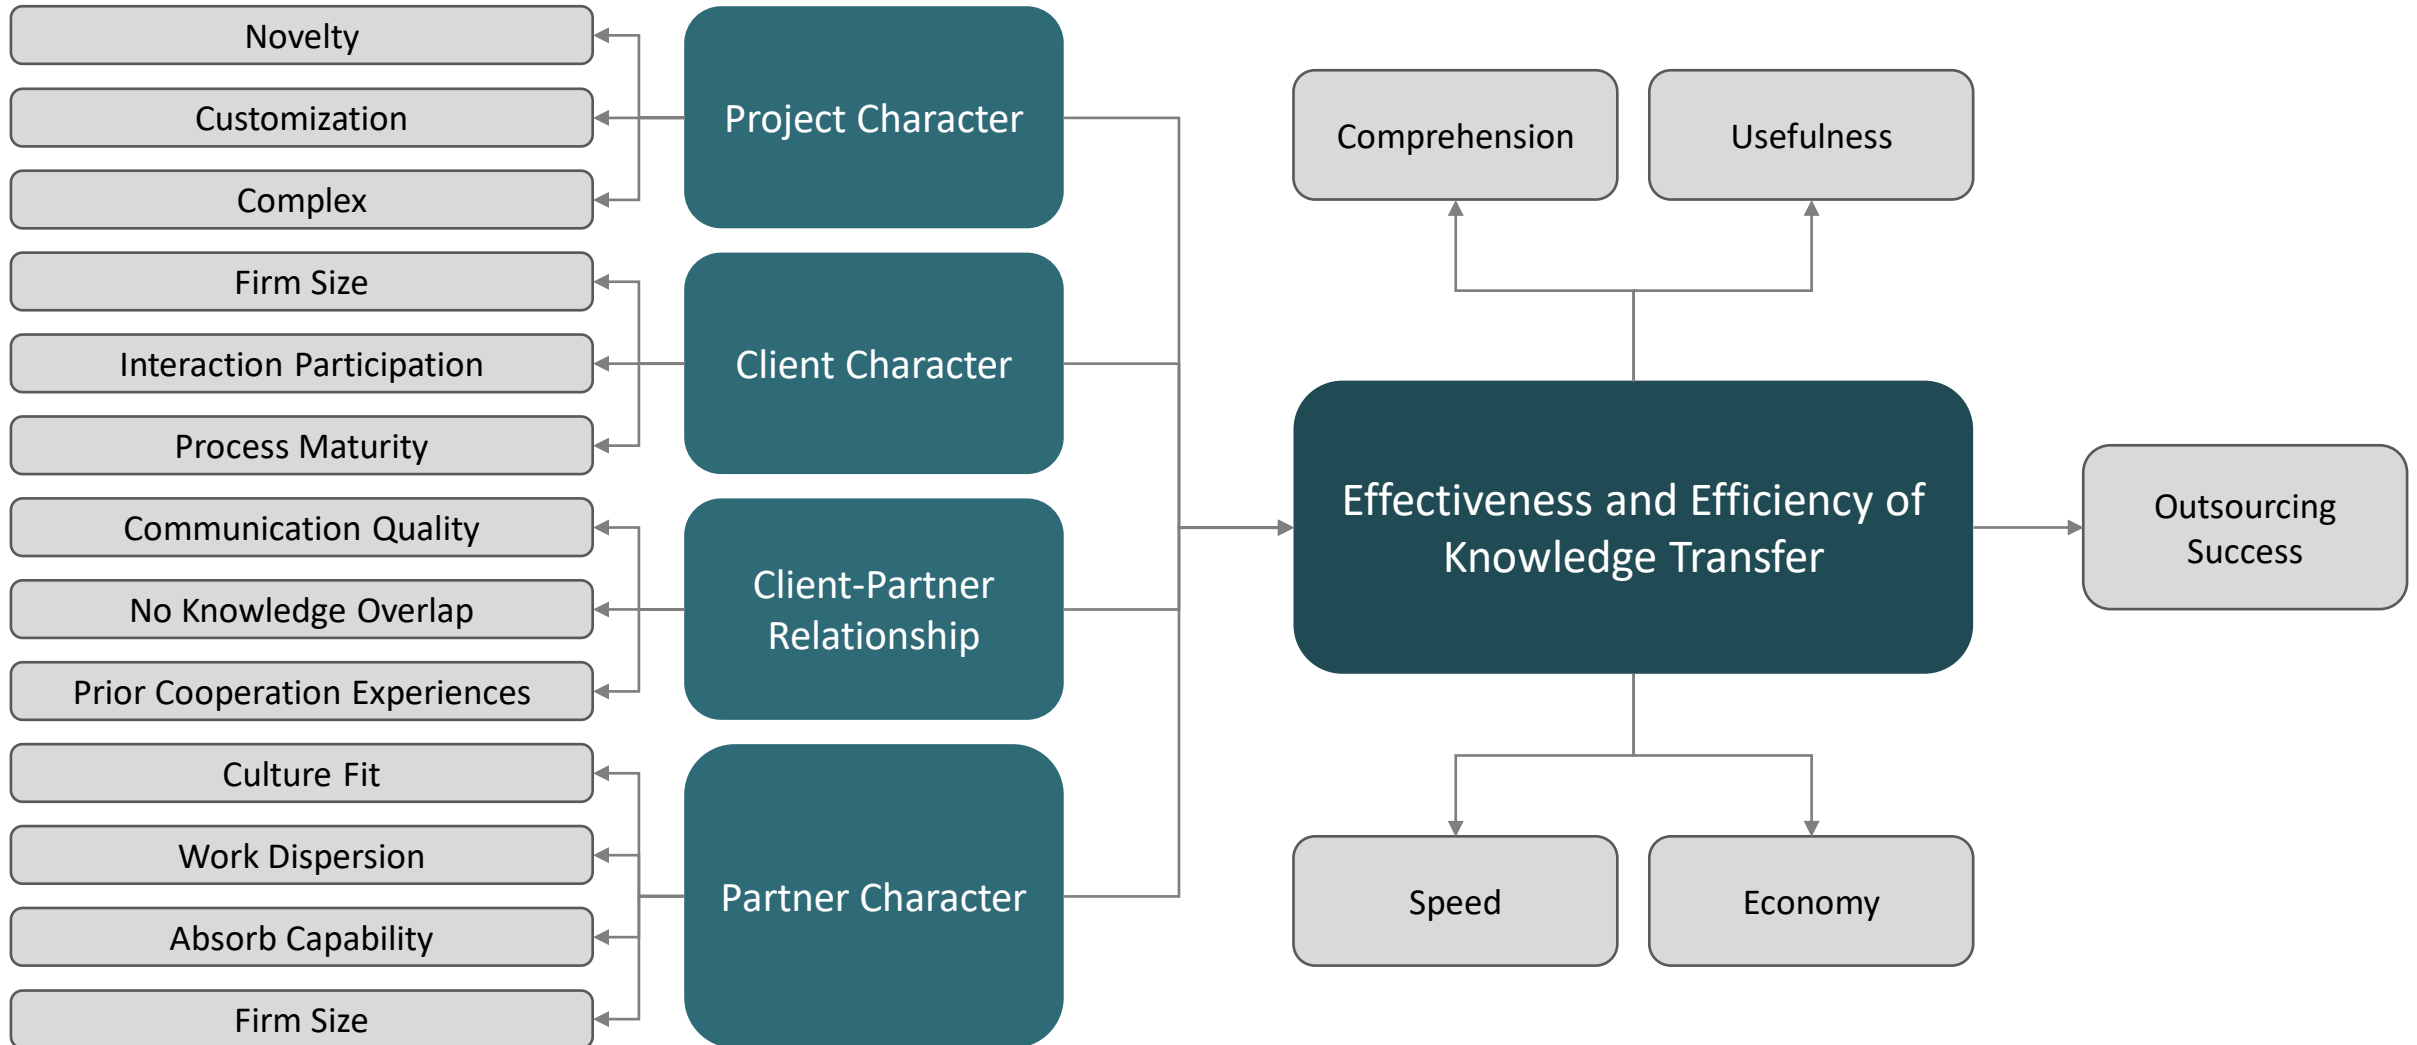 Novelty
Customization
Complex
Firm Size
Interaction Participation
Process Maturity
Communication Quality
No Knowledge Overlap
Prior Cooperation Experiences
Culture Fit
Work Dispersion
Absorb Capability
Firm Size
Project Character
Client Character
Client-Partner
Relationship
Partner Character
Comprehension
Usefulness
Effectiveness and Efficiency of
Knowledge Transfer
Speed
Economy
Outsourcing
Success